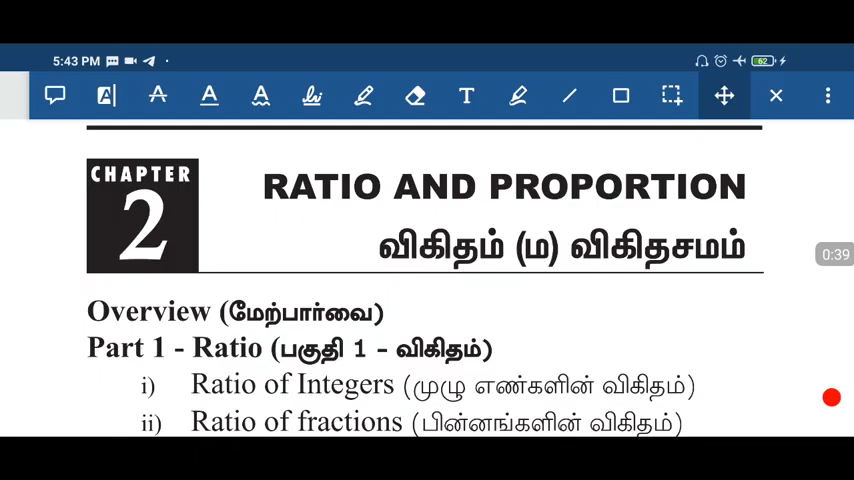 5:43 PM
62
A A A A T
CHAPTER
2
RATIO AND PROPORTION
விகிதம் (ம) விகிதசமம்
0:39
Overview (மேற்பார்வை)
Part 1 - Ratio (பகுதி 1 - விகிதம்)
i) Ratio of Integers (முழு எண்களின் விகிதம்)
ii) Ratio of fractions (பின்னங்களின் விகிதம்)